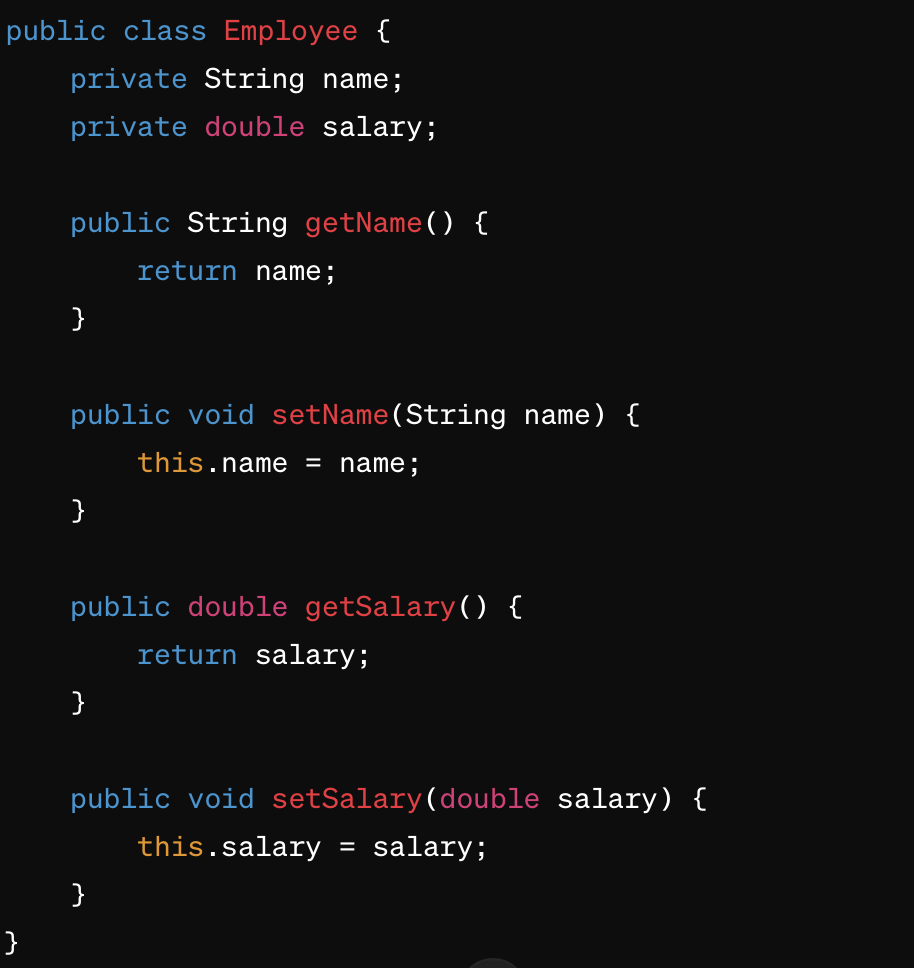 public class Employee {
    private String name;
    private double salary;

    public String getName() {
        return name;
    }

    public void setName(String name) {
        this.name = name;
    }

    public double getSalary() {
        return salary;
    }

    public void setSalary(double salary) {
        this.salary = salary;
    }
}